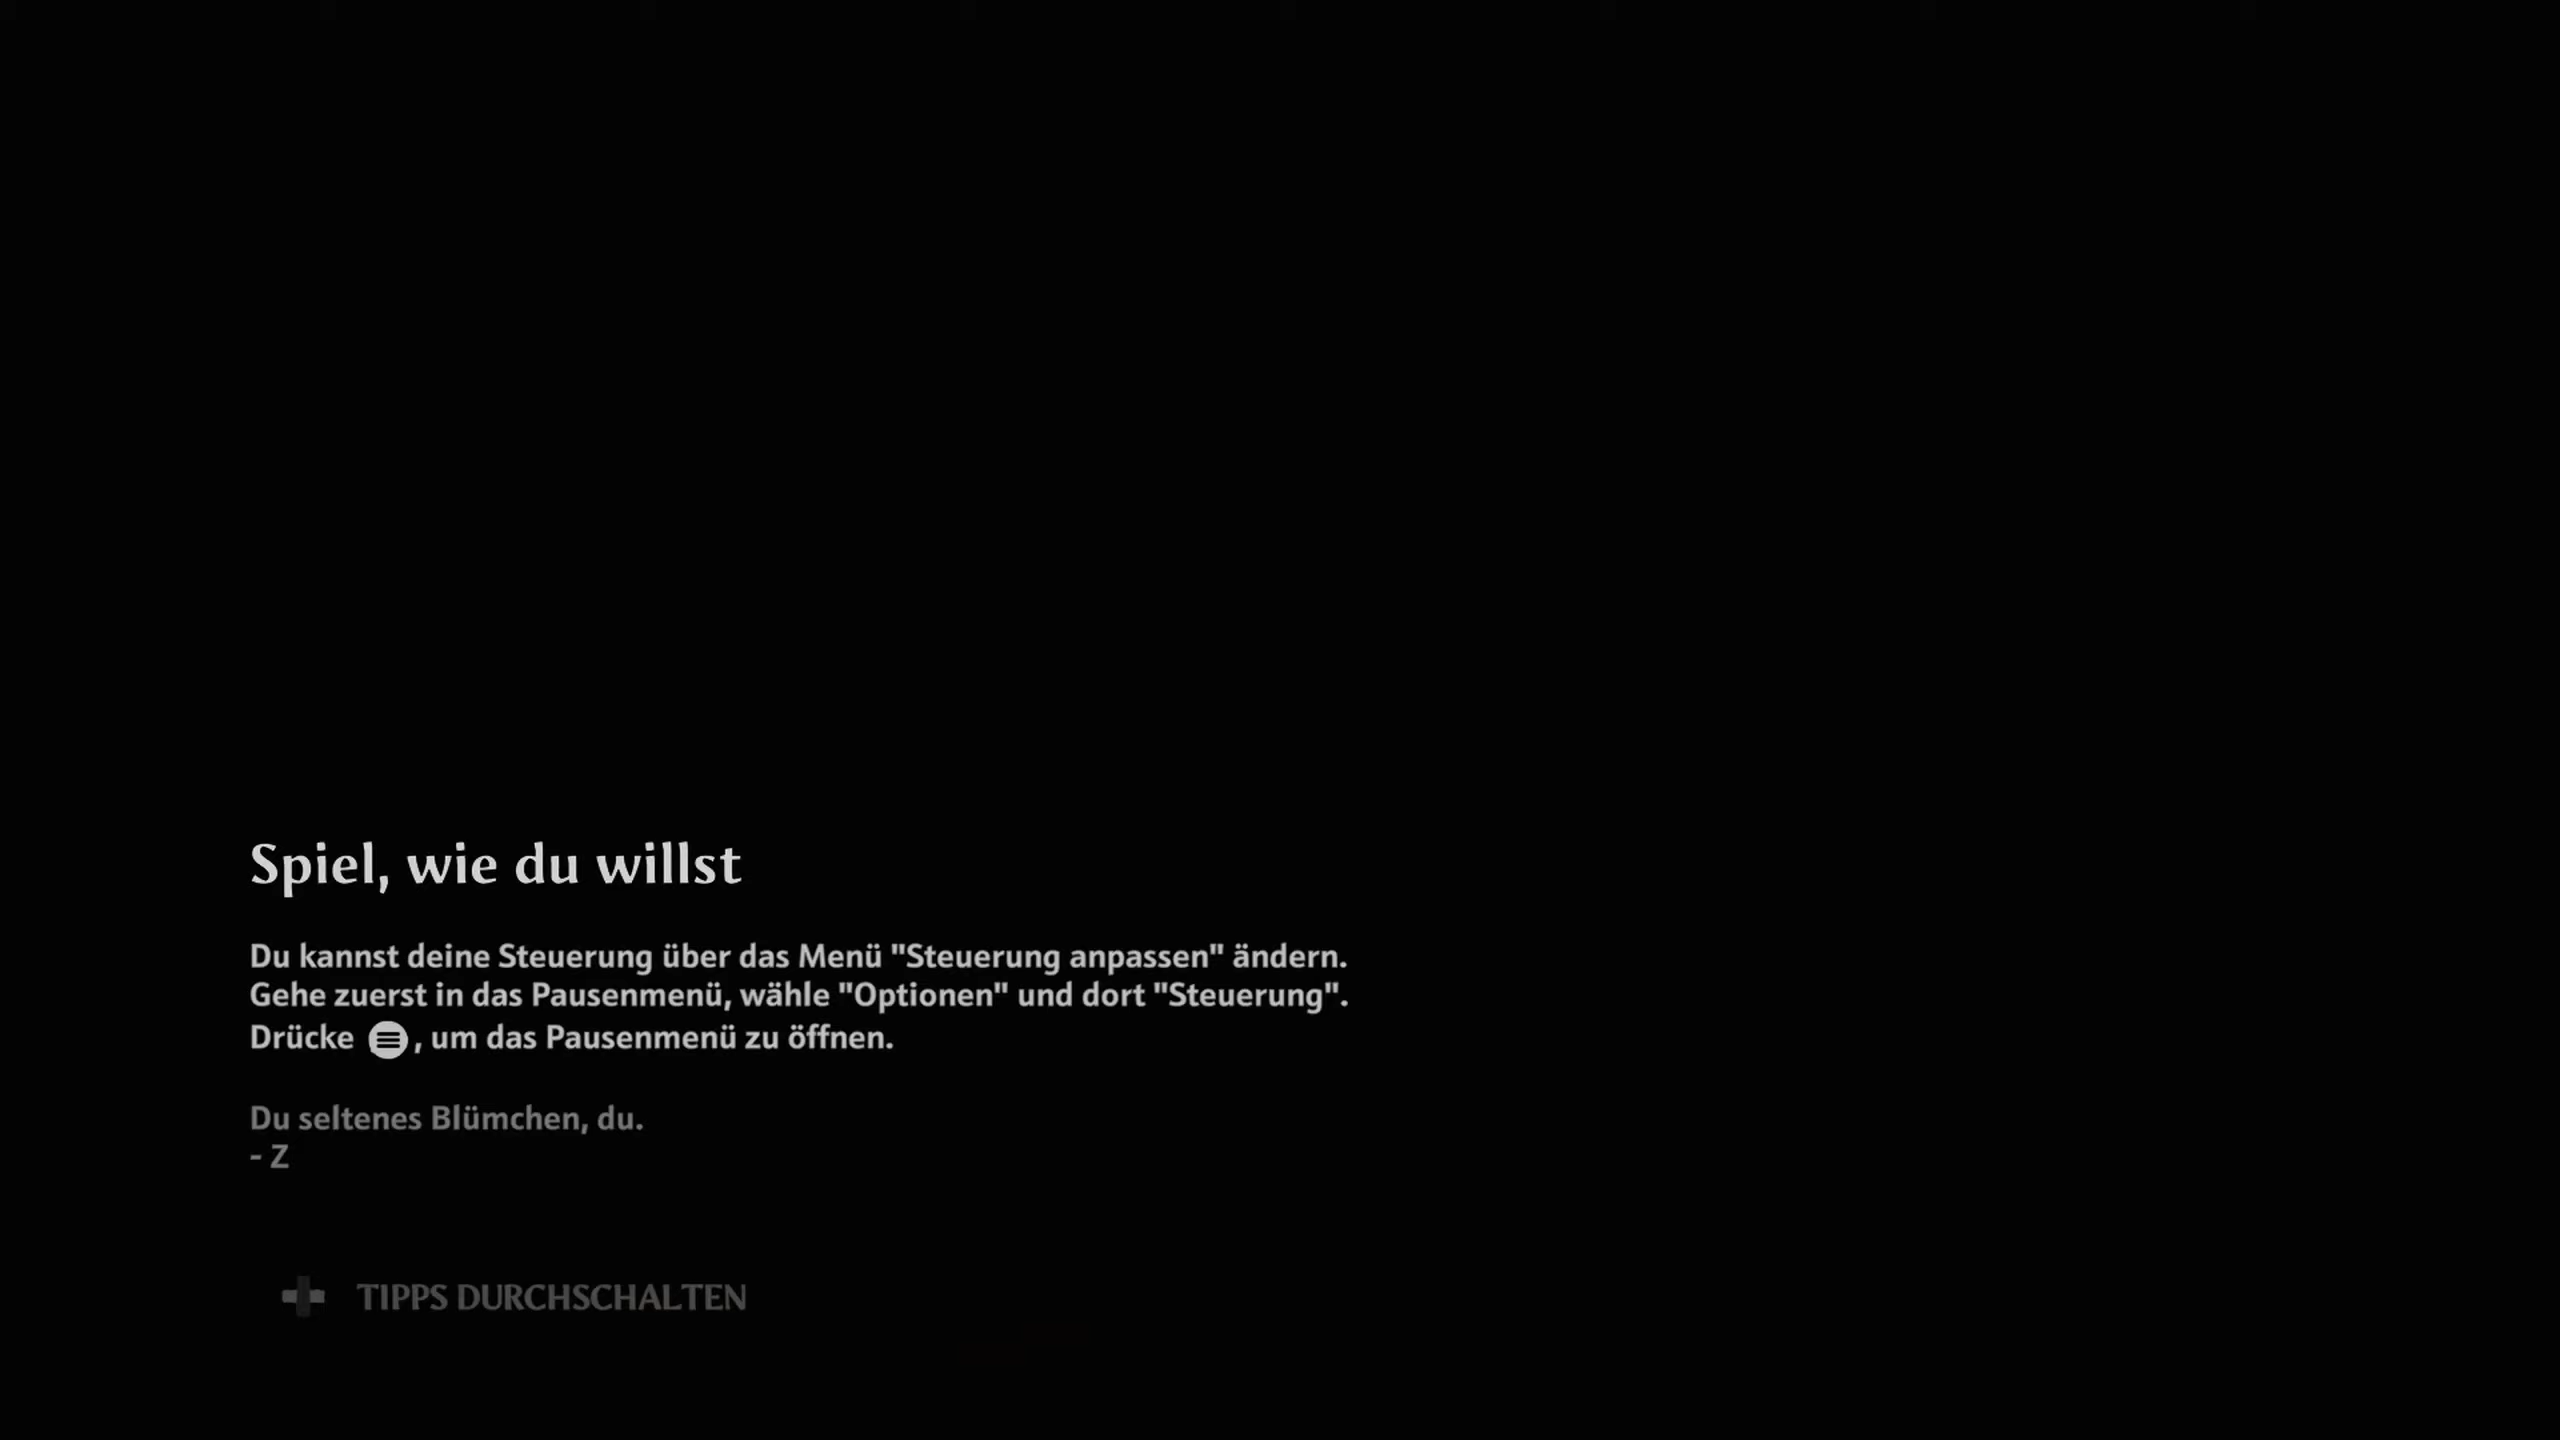 Spiel, wie du willst
Du kannst deine Steuerung über das Menü "Steuerung anpassen" ändern.
Gehe zuerst in das Pausenmenü, wähle "Optionen" und dort "Steuerung".
Drücke , um das Pausenmenü zu öffnen.
Du seltenes Blümchen, du.
- Z
TIPPS DURCHSCHALTEN